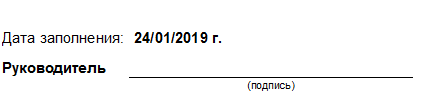 Дата заполнения: 24/01/2019 г.
Руководитель
(подпись)